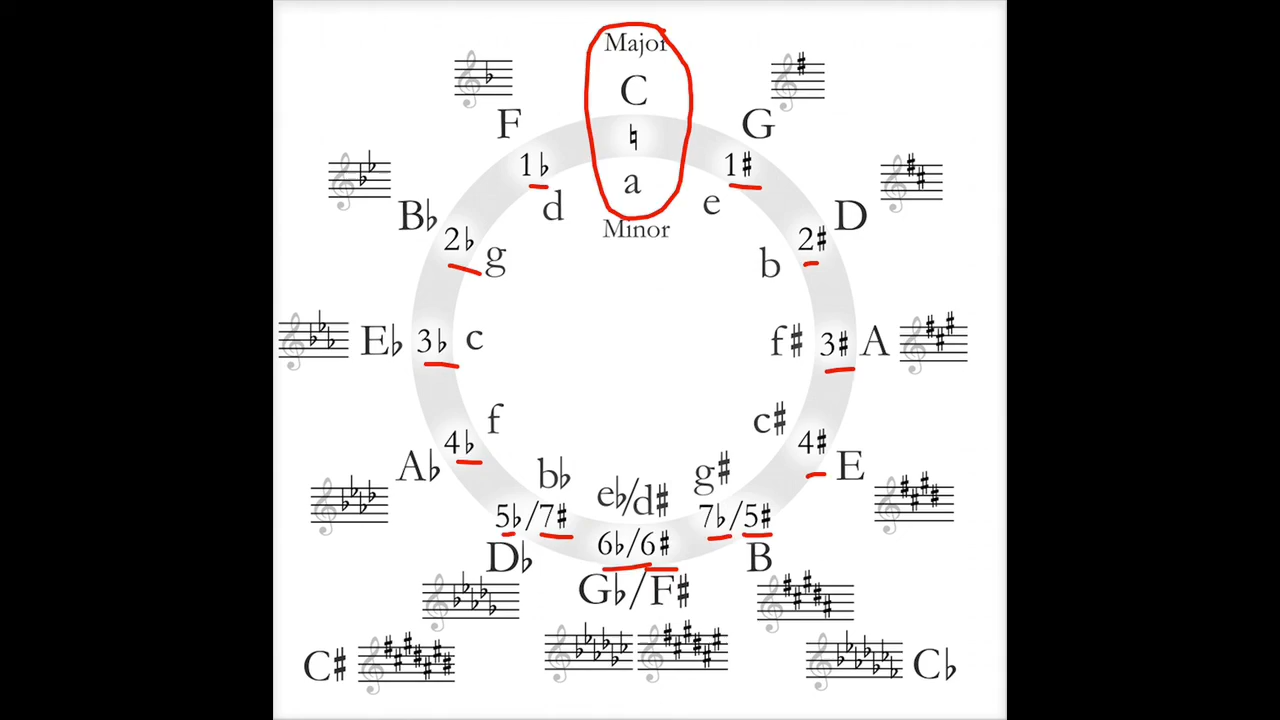 Major
C
♮
a
Minor
F
1♭
d
G
1♯
e
B♭
2♭
g
D
2♯
b
E♭
3♭
c
A
3♯
f♯
A♭
4♭
f
E
4♯
c♯
b♭
5♭/7♯
D♭
e♭/d♯
6♭/6♯
G♭/F♯
g♯
7♭/5♯
B
C♯
C♭